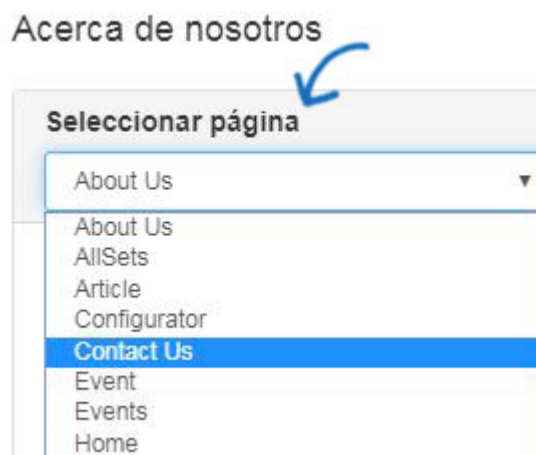 Acerca de nosotros
Seleccionar página
About Us
About Us
AllSets
Article
Configurator
Contact Us
Event
Events
Home